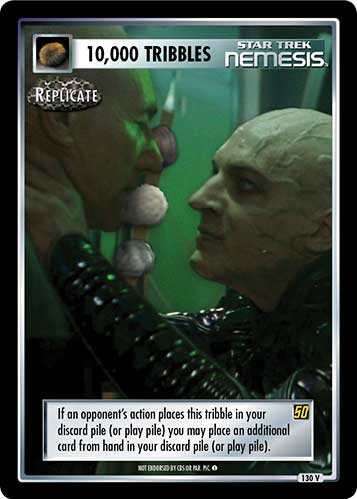 10,000 TRIBBLES
STAR TREK
NEMESIS
REPLICATE
50
If an opponent's action places this tribble in your
discard pile (or play pile) you may place an additional
card from hand in your discard pile (or play pile).
NOT ENDORSED BY CBS OR PAR. PIC
130 V